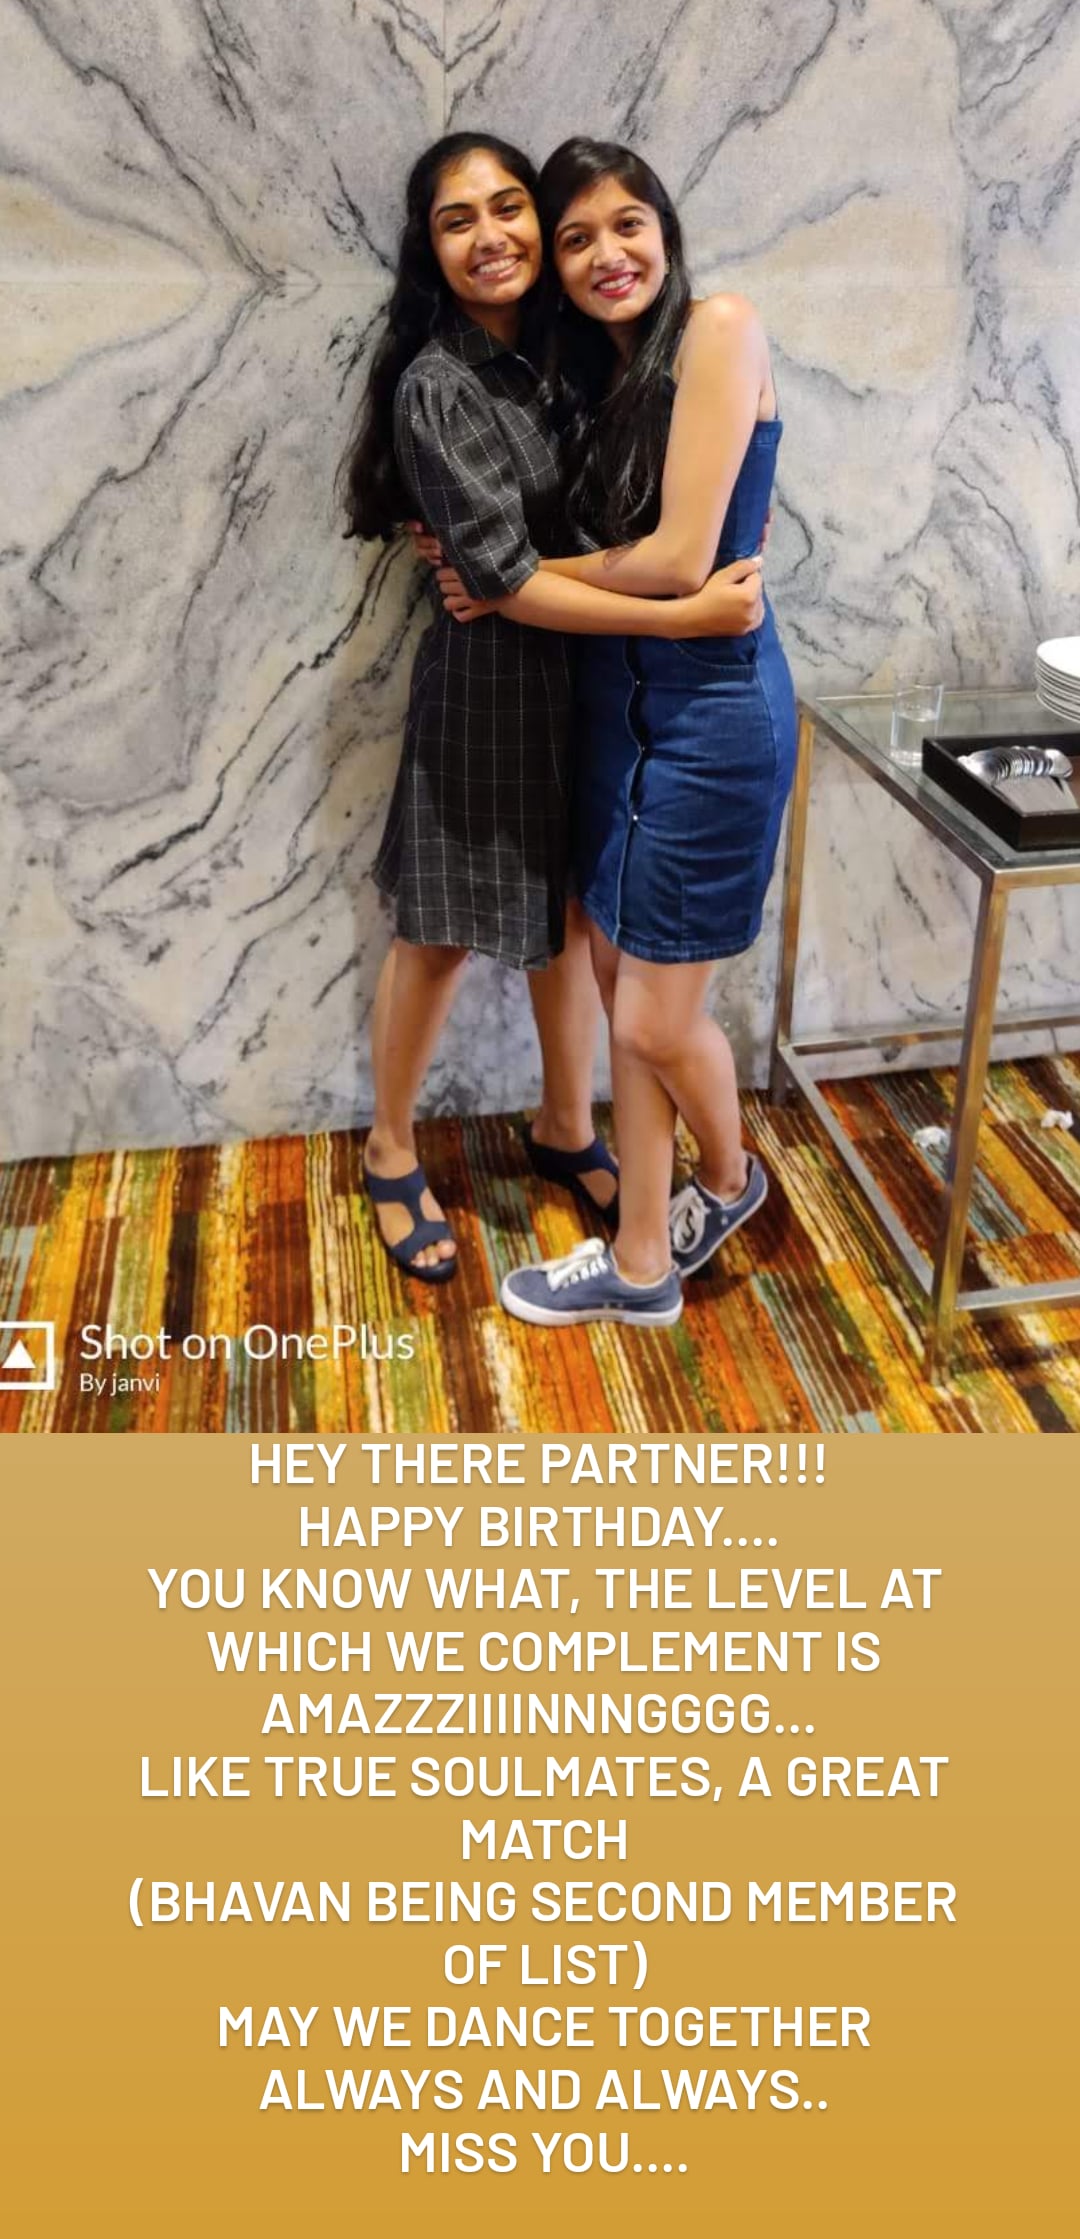 Shot on OnePlus
By janvi
HEY THERE PARTNER!!!
HAPPY BIRTHDAY....
YOU KNOW WHAT, THE LEVEL AT
WHICH WE COMPLEMENT IS
AMAZZZIIIINNNGGGG...
LIKE TRUE SOULMATES, A GREAT
MATCH
(BHAVAN BEING SECOND MEMBER
OF LIST)
MAY WE DANCE TOGETHER
ALWAYS AND ALWAYS..
MISS YOU....